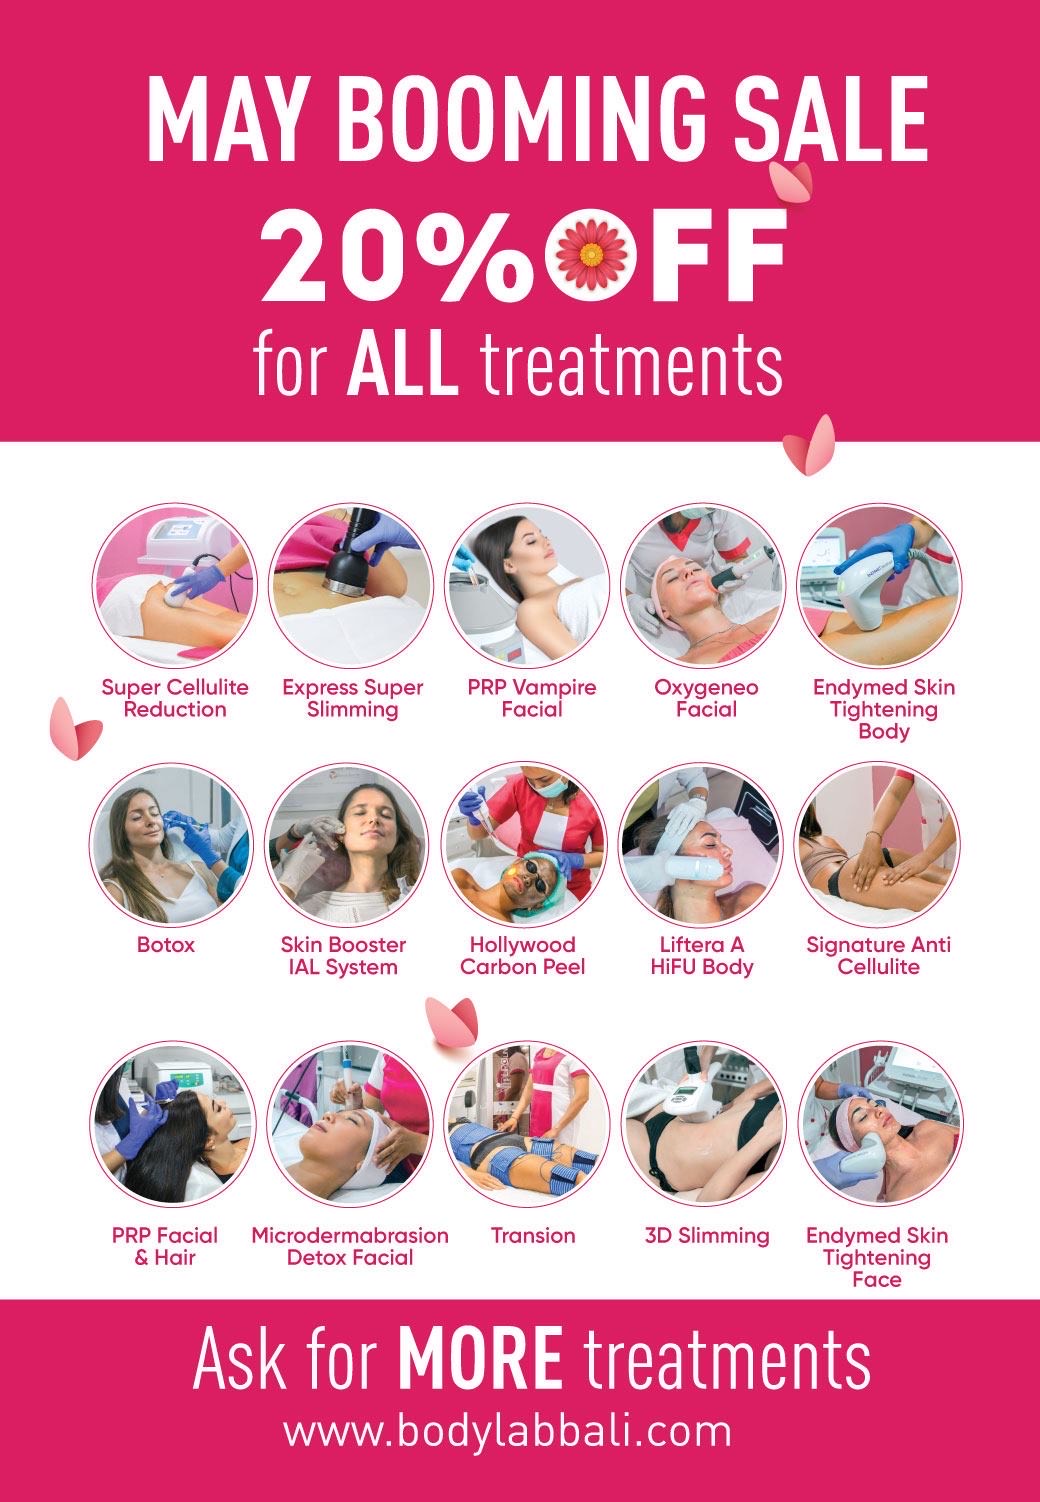 MAY BOOMING SALE
20% OFF
for ALL treatments
Super Cellulite
Reduction
Express Super
Slimming
PRP Vampire
Facial
Oxygeneo
Facial
Endymed Skin
Tightening
Body
Botox
Skin Booster
IAL System
Hollywood
Carbon Peel
Liftera A
HiFU Body
Signature Anti
Cellulite
PRP Facial
& Hair
Microdermabrasion
Detox Facial
Transion
3D Slimming
Endymed Skin
Tightening
Face
Ask for MORE treatments
www.bodylabbali.com